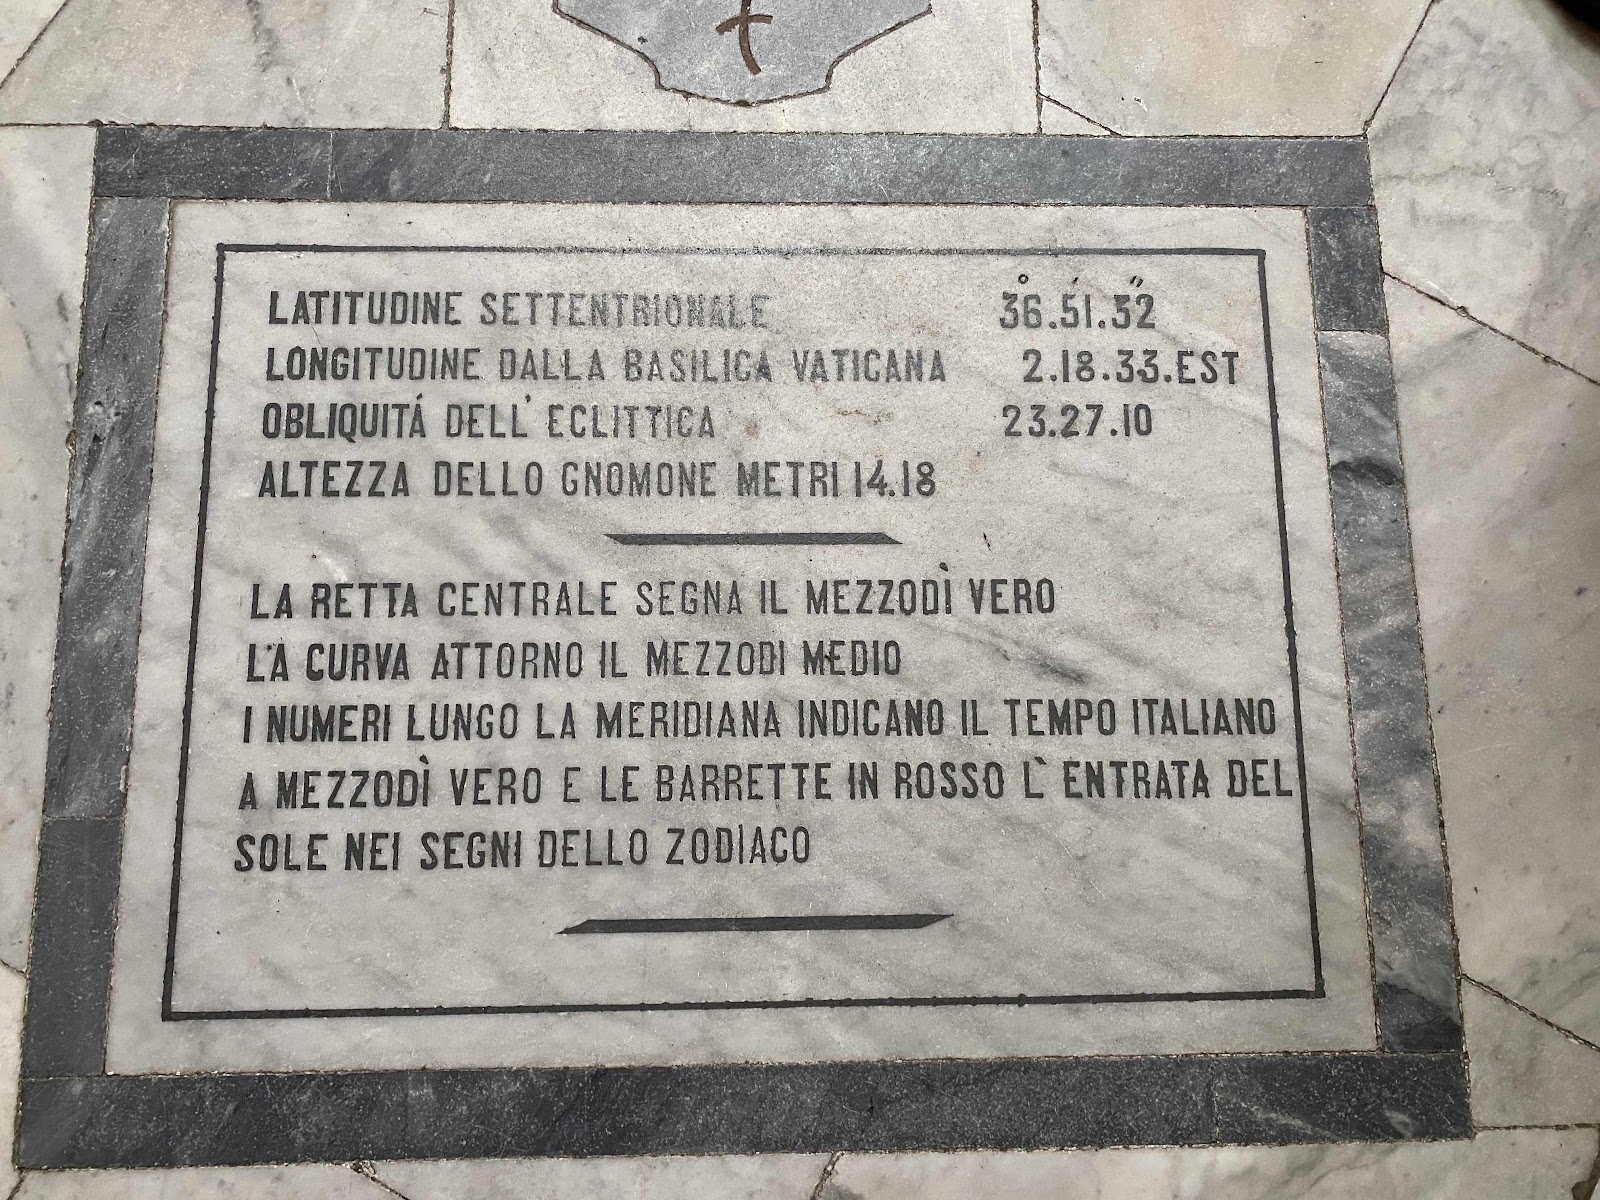 LATITUDINE SETTENTRIONALE 36°.51'.32"
LONGITUDINE DALLA BASILICA VATICANA 2.18.33.EST
OBLIQUITÁ DELL' ECLITTICA 23.27.10
ALTEZZA DELLO GNOMONE METRI 14.18
LA RETTA CENTRALE SEGNA IL MEZZODÌ VERO
LA CURVA ATTORNO IL MEZZODI MEDIO
I NUMERI LUNGO LA MERIDIANA INDICANO IL TEMPO ITALIANO
A MEZZODÌ VERO E LE BARRETTE IN ROSSO L' ENTRATA DEL
SOLE NEI SEGNI DELLO ZODIACO